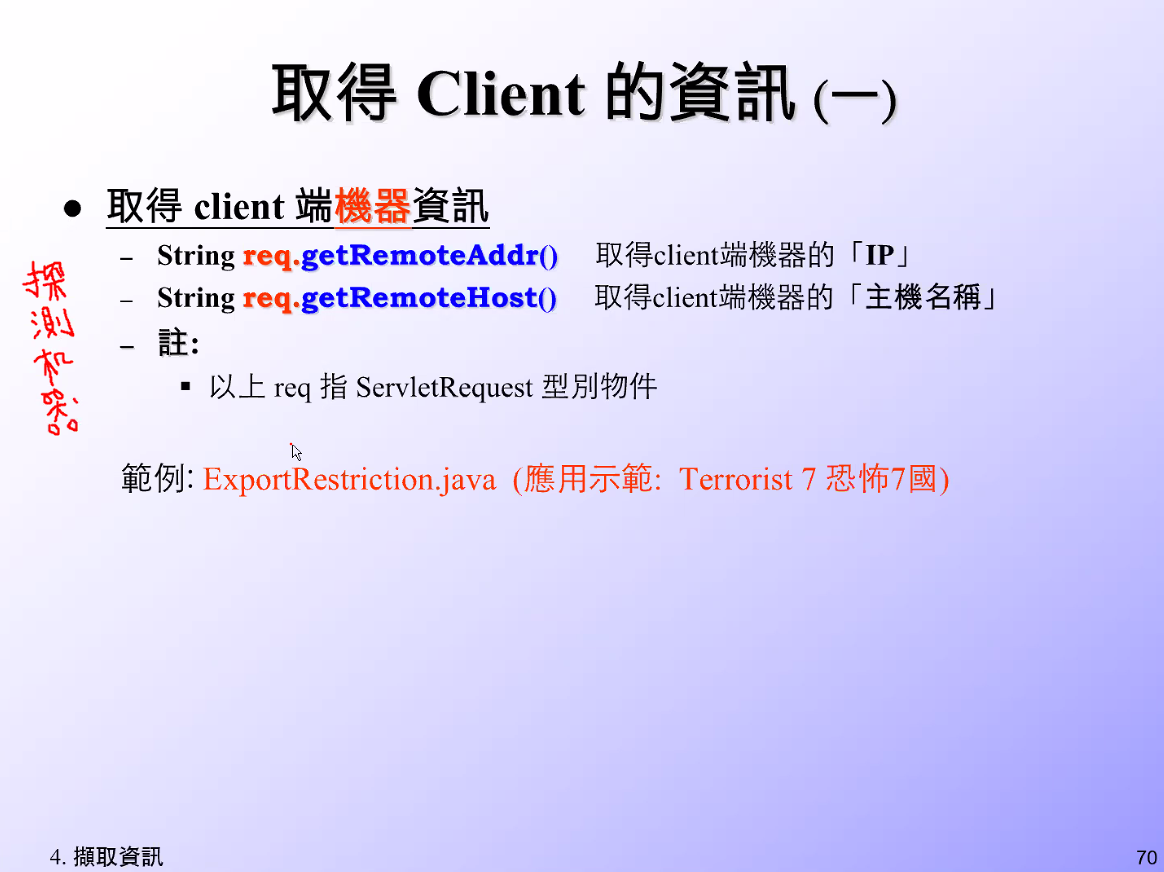 取得 Client 的資訊 (一)
● 取得 client 端機器資訊
– String req.getRemoteAddr() 取得client端機器的「IP」
– String req.getRemoteHost() 取得client端機器的「主機名稱」
– 註:
▪ 以上 req 指 ServletRequest 型別物件
探
測
机
器
範例: ExportRestriction.java (應用示範: Terrorist 7 恐怖7國)
4. 擷取資訊
70